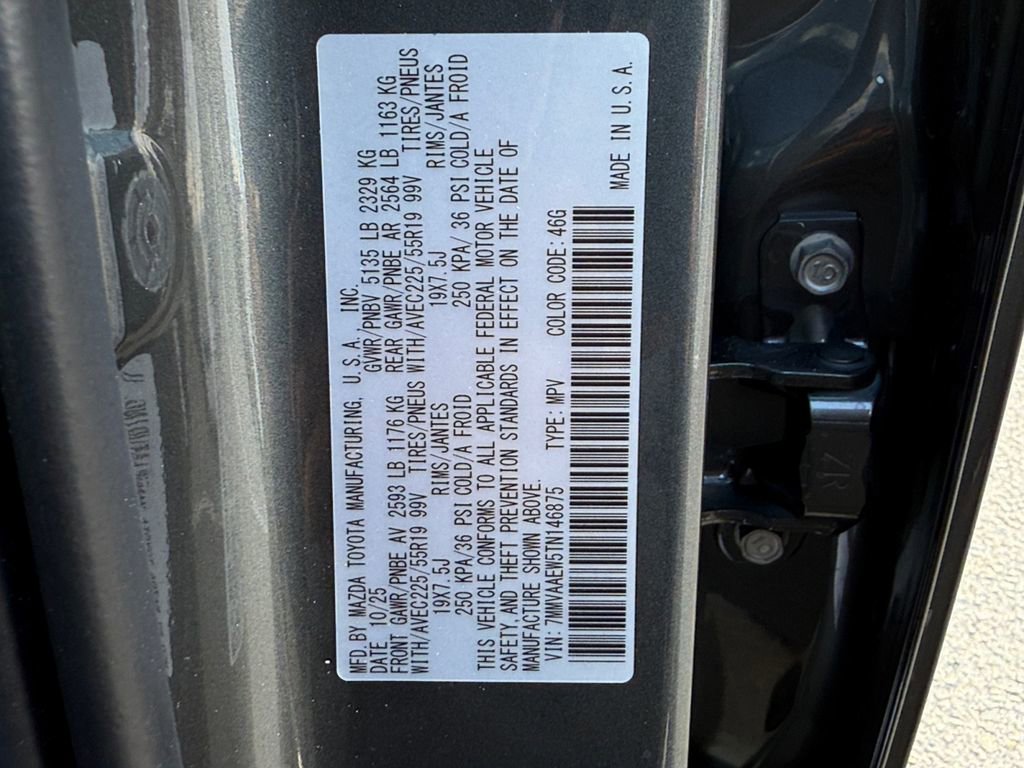 MFD. BY MAZDA TOYOTA MANUFACTURING, U. S. A. INC.
DATE 10/25 GVWR/PNBV 5135 LB 2329 KG
FRONT GAWR/PNBE AV 2593 LB 1176 KG REAR GAWR/PNBE AR 2564 LB 1163 KG
WITH/AVEC225/55R19 99V TIRES/PNEUS WITH/AVEC225/55R19 99V TIRES/PNEUS
19X7. 5J RIMS/JANTES 19X7. 5J RIMS/JANTES
250 KPA/36 PSI COLD/A FROID 250 KPA/ 36 PSI COLD/A FROID
THIS VEHICLE CONFORMS TO ALL APPLICABLE FEDERAL MOTOR VEHICLE
SAFETY, AND THEFT PREVENTION STANDARDS IN EFFECT ON THE DATE OF
MANUFACTURE SHOWN ABOVE.
VIN: 7MMVAAEW5TN146875 TYPE: MPV COLOR CODE: 46G
MADE IN U. S. A.
10
ZR